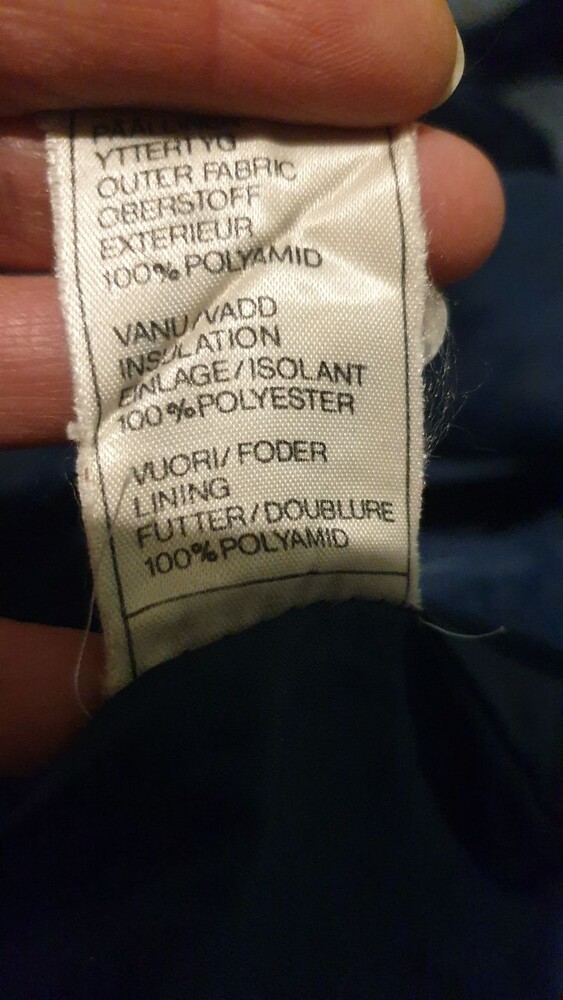 YTTERTYG
OUTER FABRIC
OBERSTOFF
EXTERIEUR
100% POLYAMID
VANU/VADD
INSULATION
EINLAGE/ISOLANT
100% POLYESTER
VUORI/FODER
LINING
FUTTER/DOUBLURE
100% POLYAMID